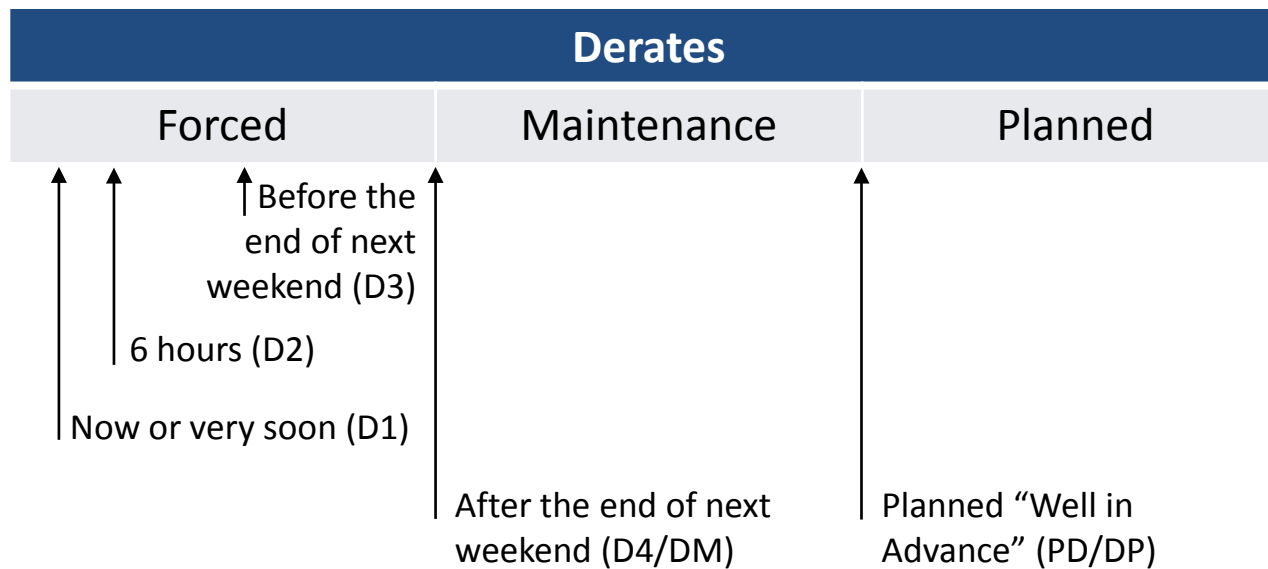 Derates
Forced
Maintenance
Planned
Before the
end of next
weekend (D3)
6 hours (D2)
Now or very soon (D1)
After the end of next
weekend (D4/DM)
Planned “Well in
Advance” (PD/DP)